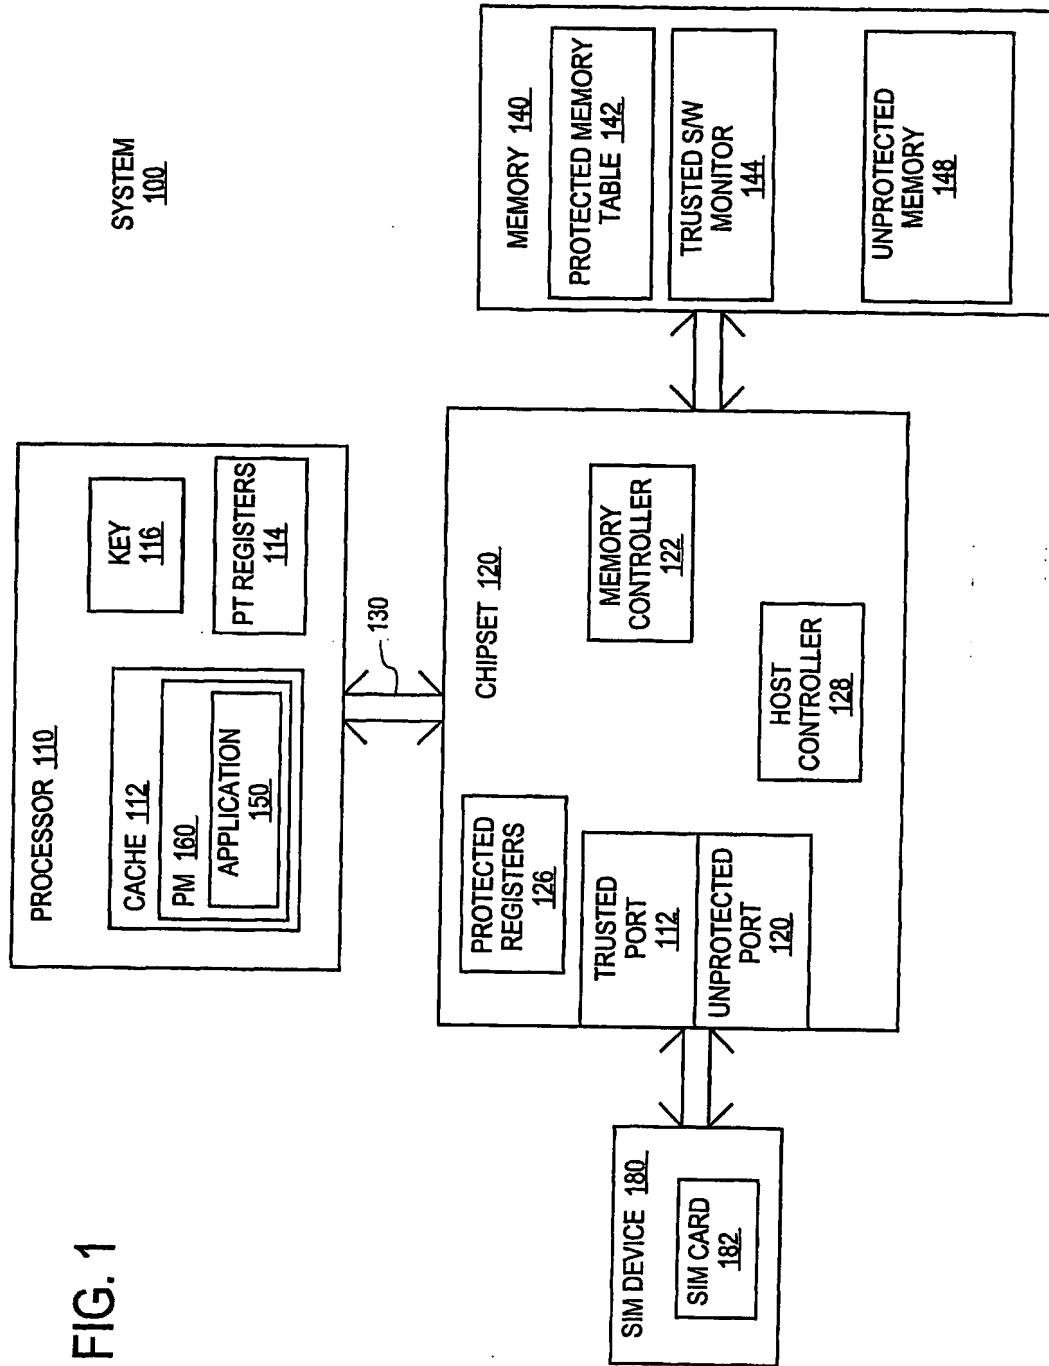 FIG. 1
SYSTEM
100
PROCESSOR 110
CACHE 112
PM 160
APPLICATION
150
KEY
116
PT REGISTERS
114
130
CHIPSET 120
PROTECTED
REGISTERS
126
TRUSTED
PORT
112
UNPROTECTED
PORT
120
MEMORY
CONTROLLER
122
HOST
CONTROLLER
128
SIM DEVICE 180
SIM CARD
182
MEMORY 140
PROTECTED MEMORY
TABLE 142
TRUSTED S/W
MONITOR
144
UNPROTECTED
MEMORY
148